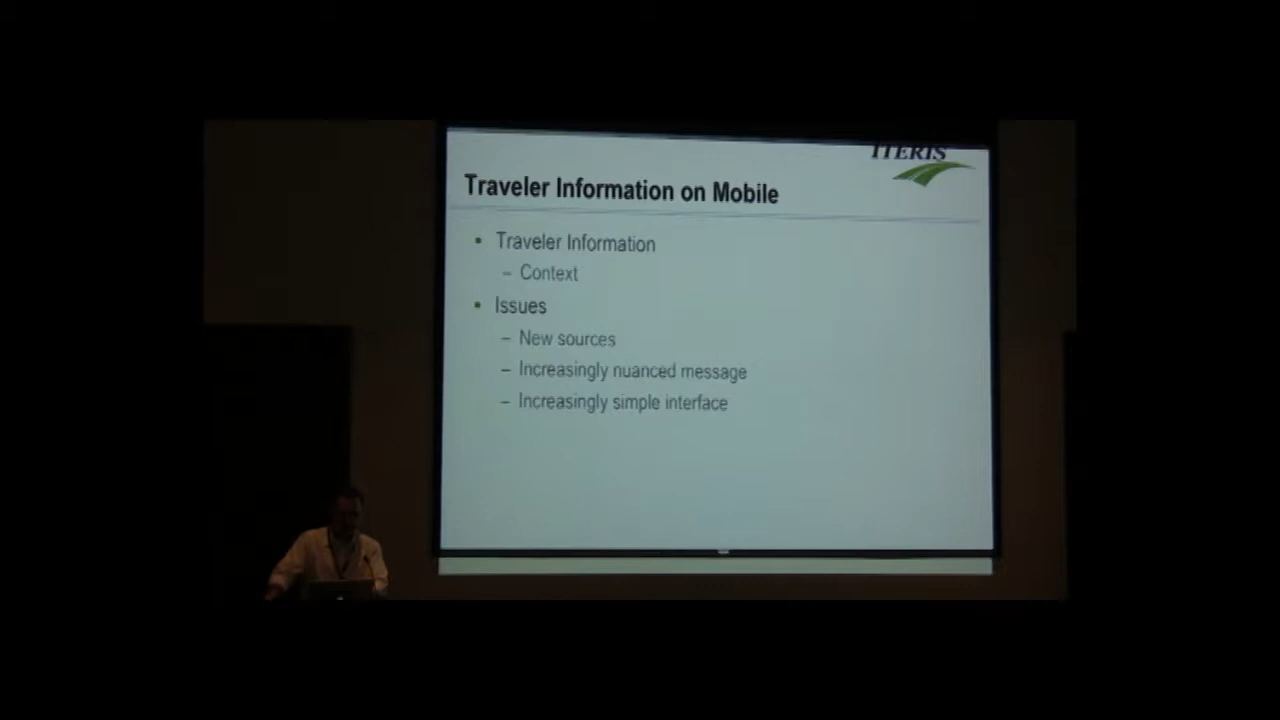 ITERIS
Traveler Information on Mobile
• Traveler Information
– Context
• Issues
– New sources
– Increasingly nuanced message
– Increasingly simple interface